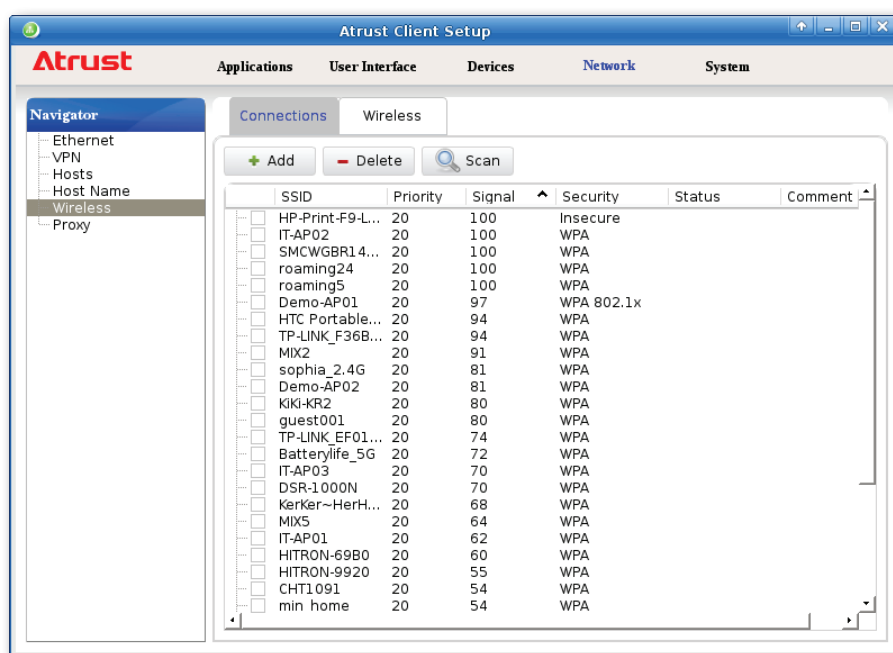 Atrust Client Setup
Atrust
Applications User Interface Devices Network System
Navigator
Ethernet
VPN
Hosts
Host Name
Wireless
Proxy
Connections Wireless
Add Delete Scan
SSID Priority Signal Security Status Comment
HP-Print-F9-L... 20 100 Insecure
IT-AP02 20 100 WPA
SMCWGBR14... 20 100 WPA
roaming24 20 100 WPA
roaming5 20 100 WPA
Demo-AP01 20 97 WPA 802.1x
HTC Portable... 20 94 WPA
TP-LINK_F36B... 20 94 WPA
MIX2 20 91 WPA
sophia_2.4G 20 81 WPA
Demo-AP02 20 81 WPA
KiKi-KR2 20 80 WPA
guest001 20 80 WPA
TP-LINK_EF01... 20 74 WPA
Batterylife_5G 20 72 WPA
IT-AP03 20 70 WPA
DSR-1000N 20 70 WPA
KerKer~HerH... 20 68 WPA
MIX5 20 64 WPA
IT-AP01 20 62 WPA
HITRON-69B0 20 60 WPA
HITRON-9920 20 55 WPA
CHT1091 20 54 WPA
min home 20 54 WPA